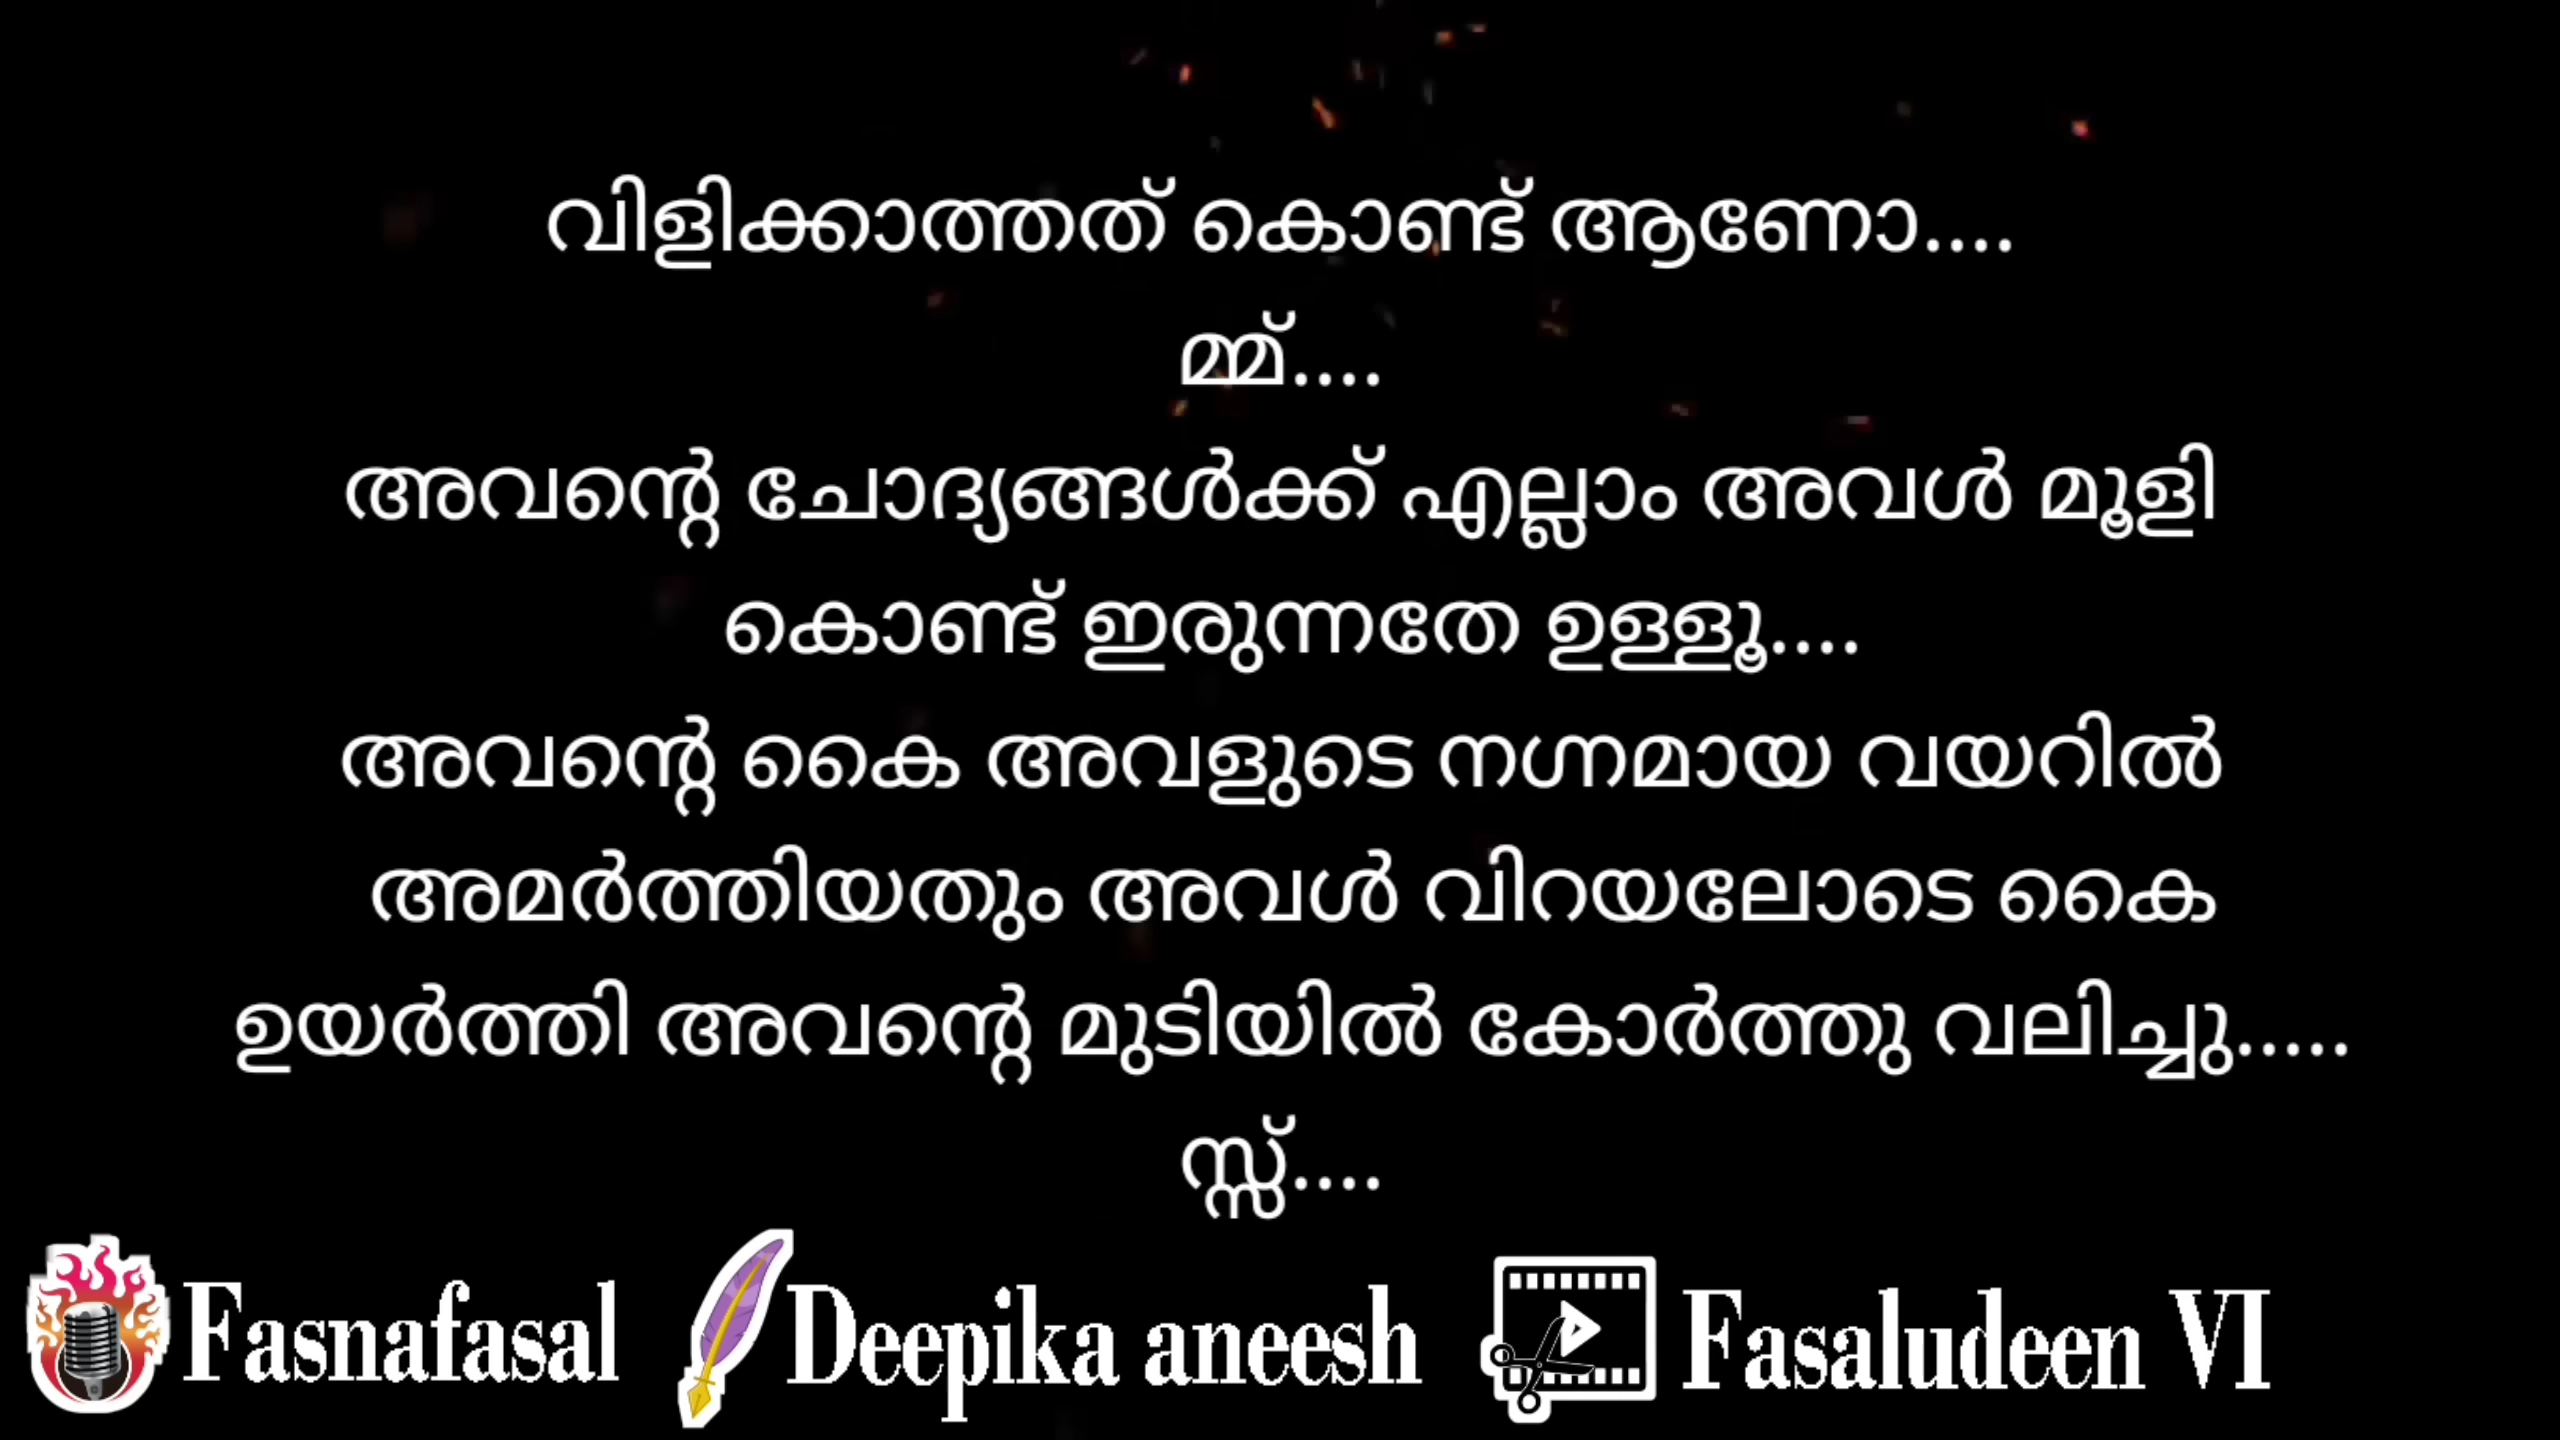 വിളിക്കാത്തത് കൊണ്ട് ആണോ....
മ്മ്....
അവന്റെ ചോദ്യങ്ങൾക്ക് എല്ലാം അവൾ മൂളി
കൊണ്ട് ഇരുന്നതേ ഉള്ളൂ....
അവന്റെ കൈ അവളുടെ നഗ്നമായ വയറിൽ
അമർത്തിയതും അവൾ വിറയലോടെ കൈ
ഉയർത്തി അവന്റെ മുടിയിൽ കോർത്തു വലിച്ചു.....
സ്സ്....
Fasnafasal Deepika aneesh Fasaludeen VI